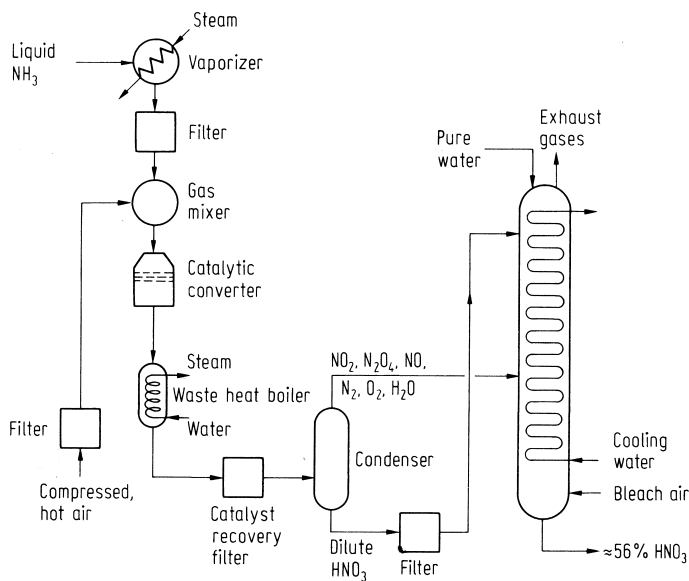 Steam
Liquid
NH₃
Vaporizer
Filter
Gas
mixer
Catalytic
converter
Steam
Waste heat boiler
Water
Filter
Compressed,
hot air
Catalyst
recovery
filter
NO₂, N₂O₄, NO,
N₂, O₂, H₂O
Condenser
Dilute
HNO₃
Filter
Pure
water
Exhaust
gases
Cooling
water
Bleach air
≈56% HNO₃